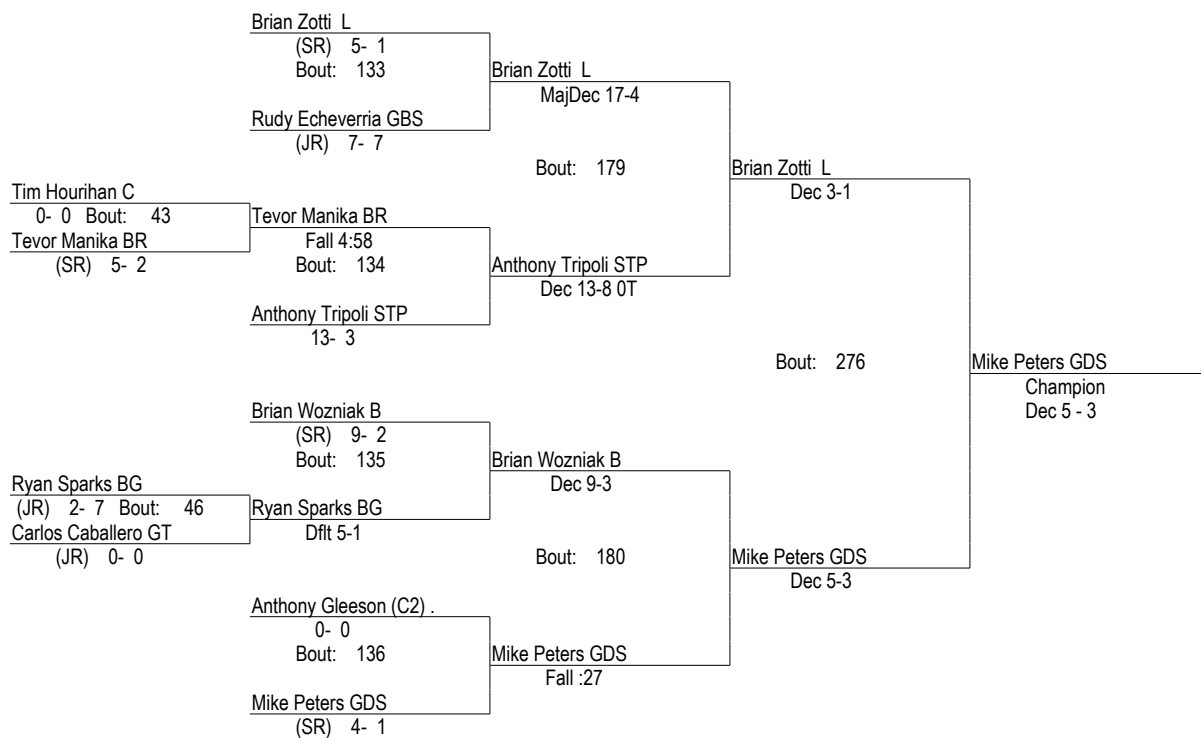 Brian Zotti L
(SR) 5- 1
Bout: 133
Brian Zotti L
MajDec 17-4
Rudy Echeverria GBS
(JR) 7- 7
Bout: 179
Brian Zotti L
Dec 3-1
Tim Hourihan C
0- 0 Bout: 43
Tevor Manika BR
(SR) 5- 2
Tevor Manika BR
Fall 4:58
Bout: 134
Anthony Tripoli STP
Dec 13-8 0T
Anthony Tripoli STP
13- 3
Bout: 276
Mike Peters GDS
Champion
Dec 5 - 3
Brian Wozniak B
(SR) 9- 2
Bout: 135
Brian Wozniak B
Dec 9-3
Ryan Sparks BG
(JR) 2- 7 Bout: 46
Carlos Caballero GT
(JR) 0- 0
Ryan Sparks BG
Dflt 5-1
Bout: 180
Mike Peters GDS
Dec 5-3
Anthony Gleeson (C2) .
0- 0
Bout: 136
Mike Peters GDS
Fall :27
Mike Peters GDS
(SR) 4- 1